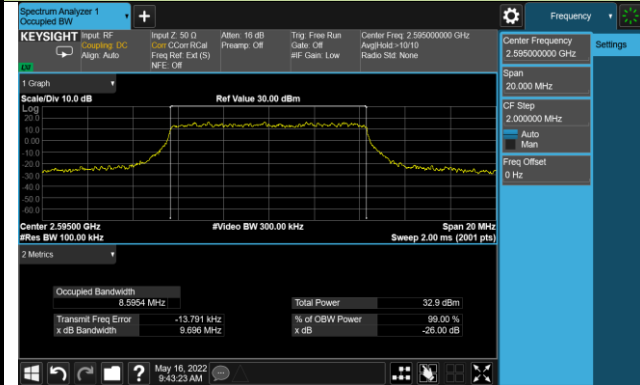 Spectrum Analyzer 1
Occupied BW
Frequency
KEYSIGHT
Input: RF
Coupling: DC
Align: Auto
Input Z: 50 Ω
Corr CCorr RCal
Freq Ref: Ext (S)
NFE: Off
Atten: 16 dB
Preamp: Off
Trig: Free Run
Gate: Off
#IF Gain: Low
Center Freq: 2.595000000 GHz
Avg|Hold:>10/10
Radio Std: None
Center Frequency
2.595000000 GHz
Settings
Span
20.000 MHz
CF Step
2.000000 MHz
Auto
Man
Freq Offset
0 Hz
1 Graph
Scale/Div 10.0 dB
Ref Value 30.00 dBm
Log
20.0
10.0
0.00
-10.0
-20.0
-30.0
-40.0
-50.0
-60.0
Center 2.59500 GHz
#Video BW 300.00 kHz
Span 20 MHz
#Res BW 100.00 kHz
Sweep 2.00 ms (2001 pts)
2 Metrics
Occupied Bandwidth
8.5954 MHz
Total Power
32.9 dBm
Transmit Freq Error
-13.791 kHz
% of OBW Power
99.00 %
x dB Bandwidth
9.696 MHz
x dB
-26.00 dB
May 16, 2022
9:43:23 AM